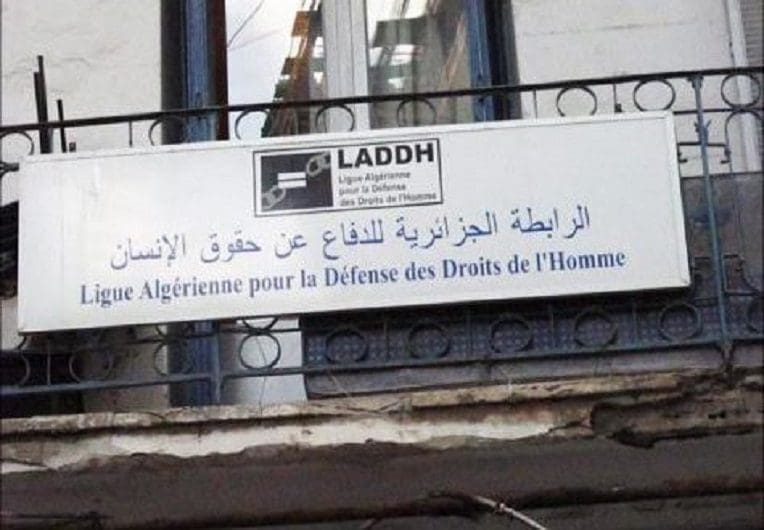 LADDH
Ligue Algérienne
pour la Défense
des Droits de l'Homme
الرابطة الجزائرية للدفاع عن حقوق الإنسان
Ligue Algérienne pour la Défense des Droits de l'Homme